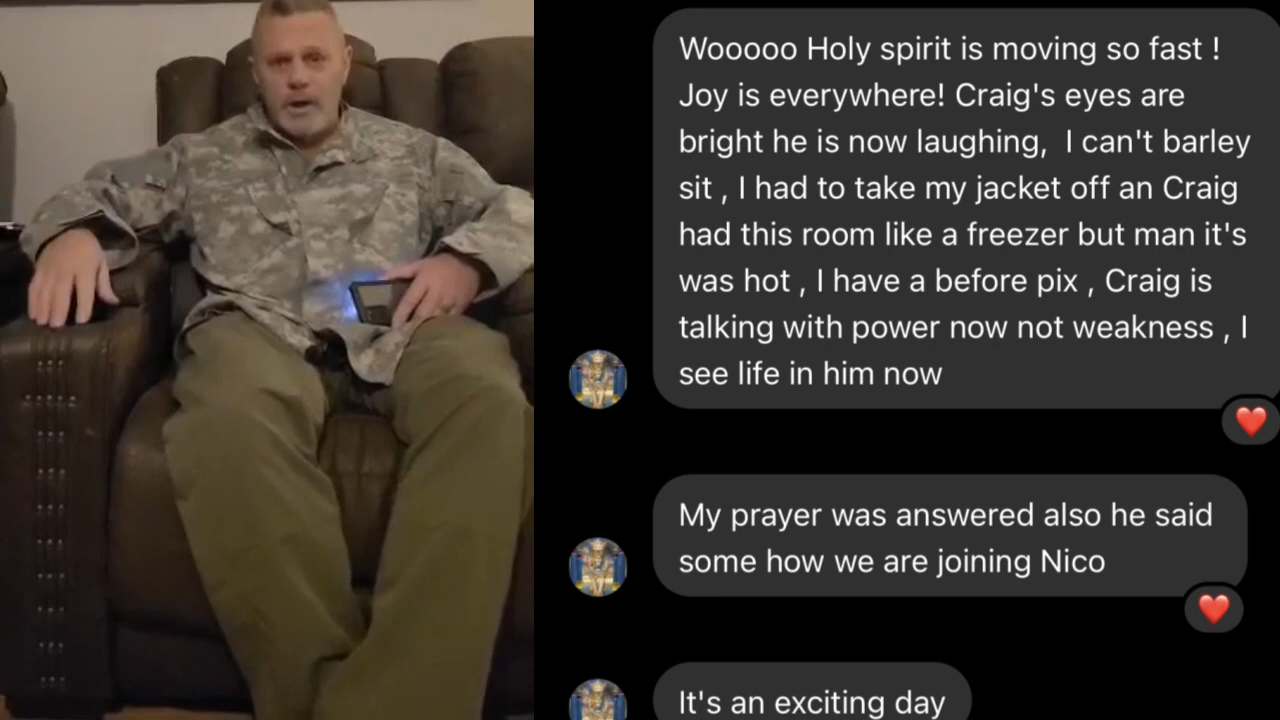 Wooooo Holy spirit is moving so fast !
Joy is everywhere! Craig's eyes are
bright he is now laughing,  I can't barley
sit , I had to take my jacket off an Craig
had this room like a freezer but man it's
was hot , I have a before pix , Craig is
talking with power now not weakness , I
see life in him now
My prayer was answered also he said
some how we are joining Nico
It's an exciting day